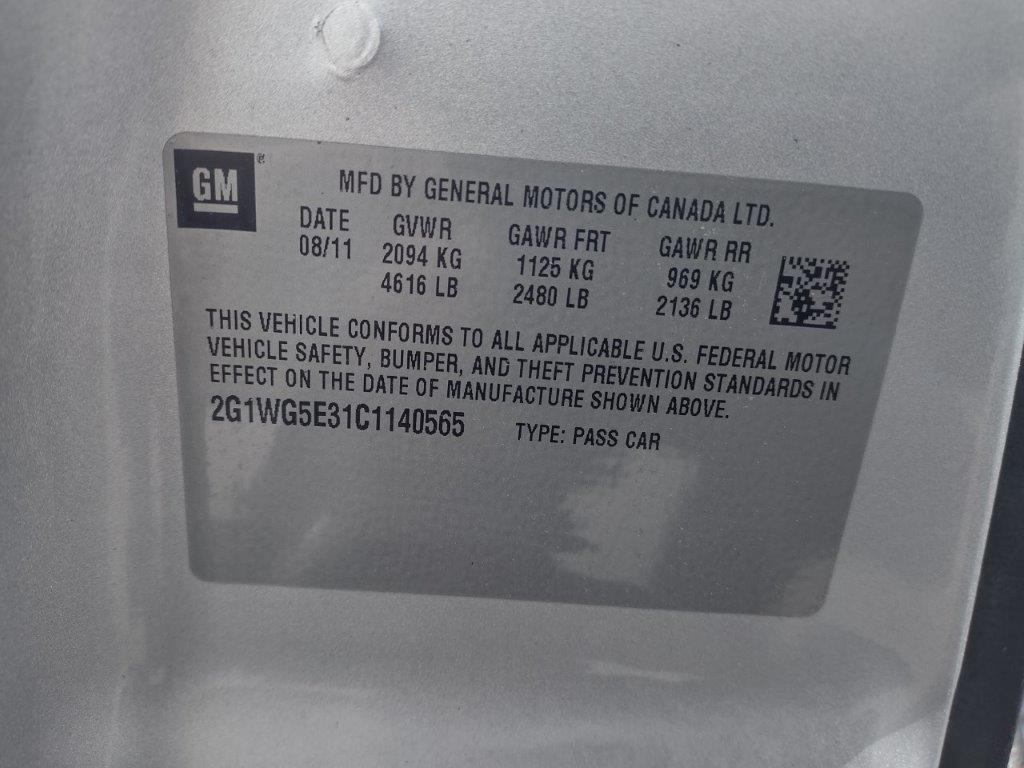 GM®
MFD BY GENERAL MOTORS OF CANADA LTD.
DATE GVWR GAWR FRT GAWR RR
08/11 2094 KG 1125 KG 969 KG
4616 LB 2480 LB 2136 LB
THIS VEHICLE CONFORMS TO ALL APPLICABLE U.S. FEDERAL MOTOR
VEHICLE SAFETY, BUMPER, AND THEFT PREVENTION STANDARDS IN
EFFECT ON THE DATE OF MANUFACTURE SHOWN ABOVE.
2G1WG5E31C1140565 TYPE: PASS CAR